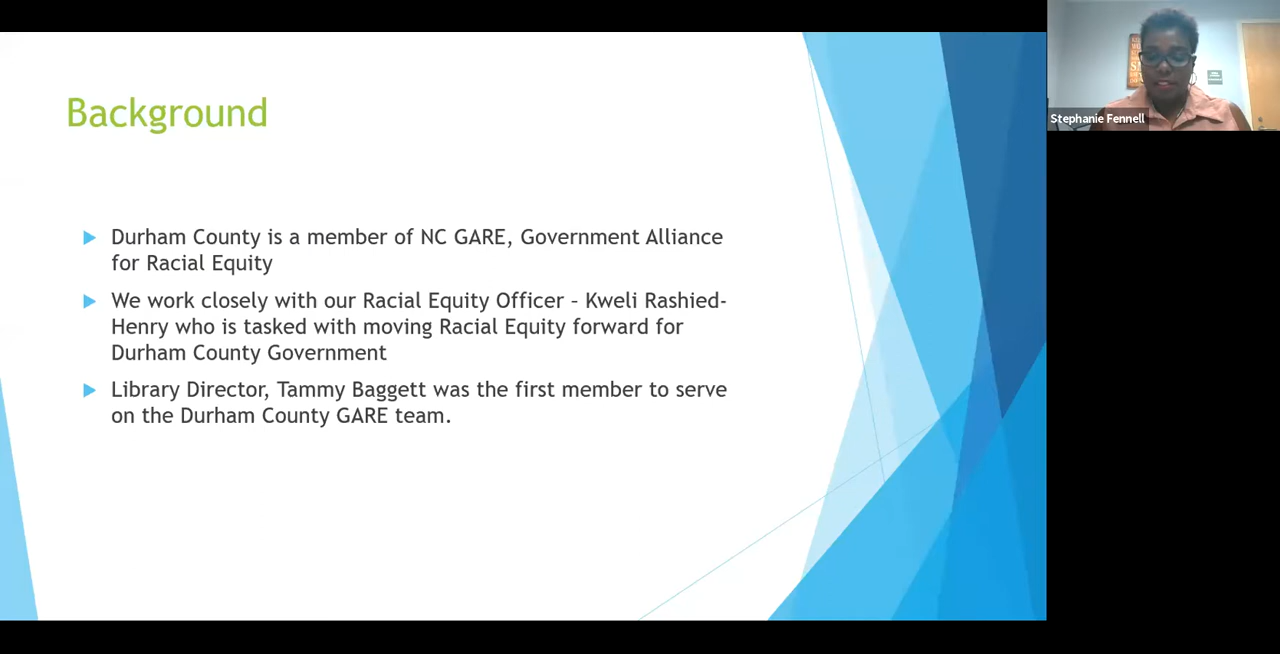 Background
Durham County is a member of NC GARE, Government Alliance
for Racial Equity
We work closely with our Racial Equity Officer – Kweli Rashied-
Henry who is tasked with moving Racial Equity forward for
Durham County Government
Library Director, Tammy Baggett was the first member to serve
on the Durham County GARE team.
Stephanie Fennell